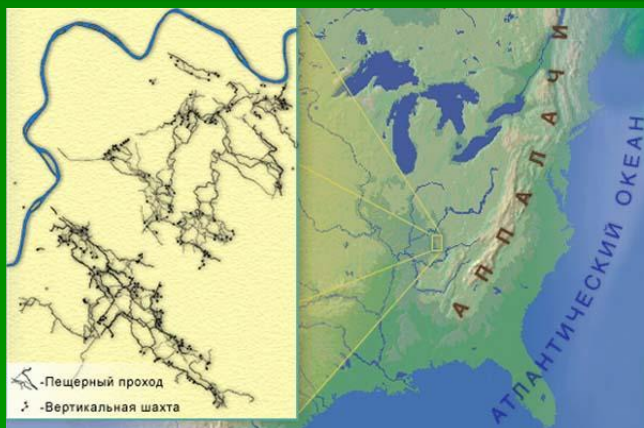 -Пещерный проход
-Вертикальная шахта
АППАЛАЧИ
АТЛАНТИЧЕСКИЙ ОКЕАН